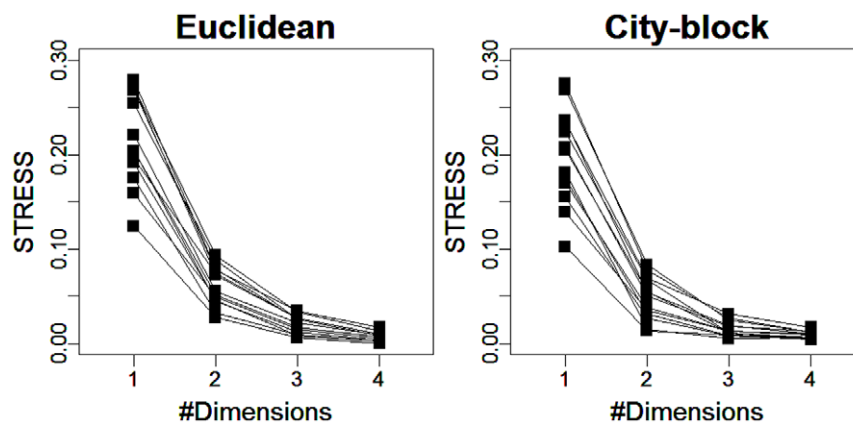 Euclidean
City-block
STRESS
0.00
0.10
0.20
0.30
1 2 3 4
#Dimensions
STRESS
0.00
0.10
0.20
0.30
1 2 3 4
#Dimensions